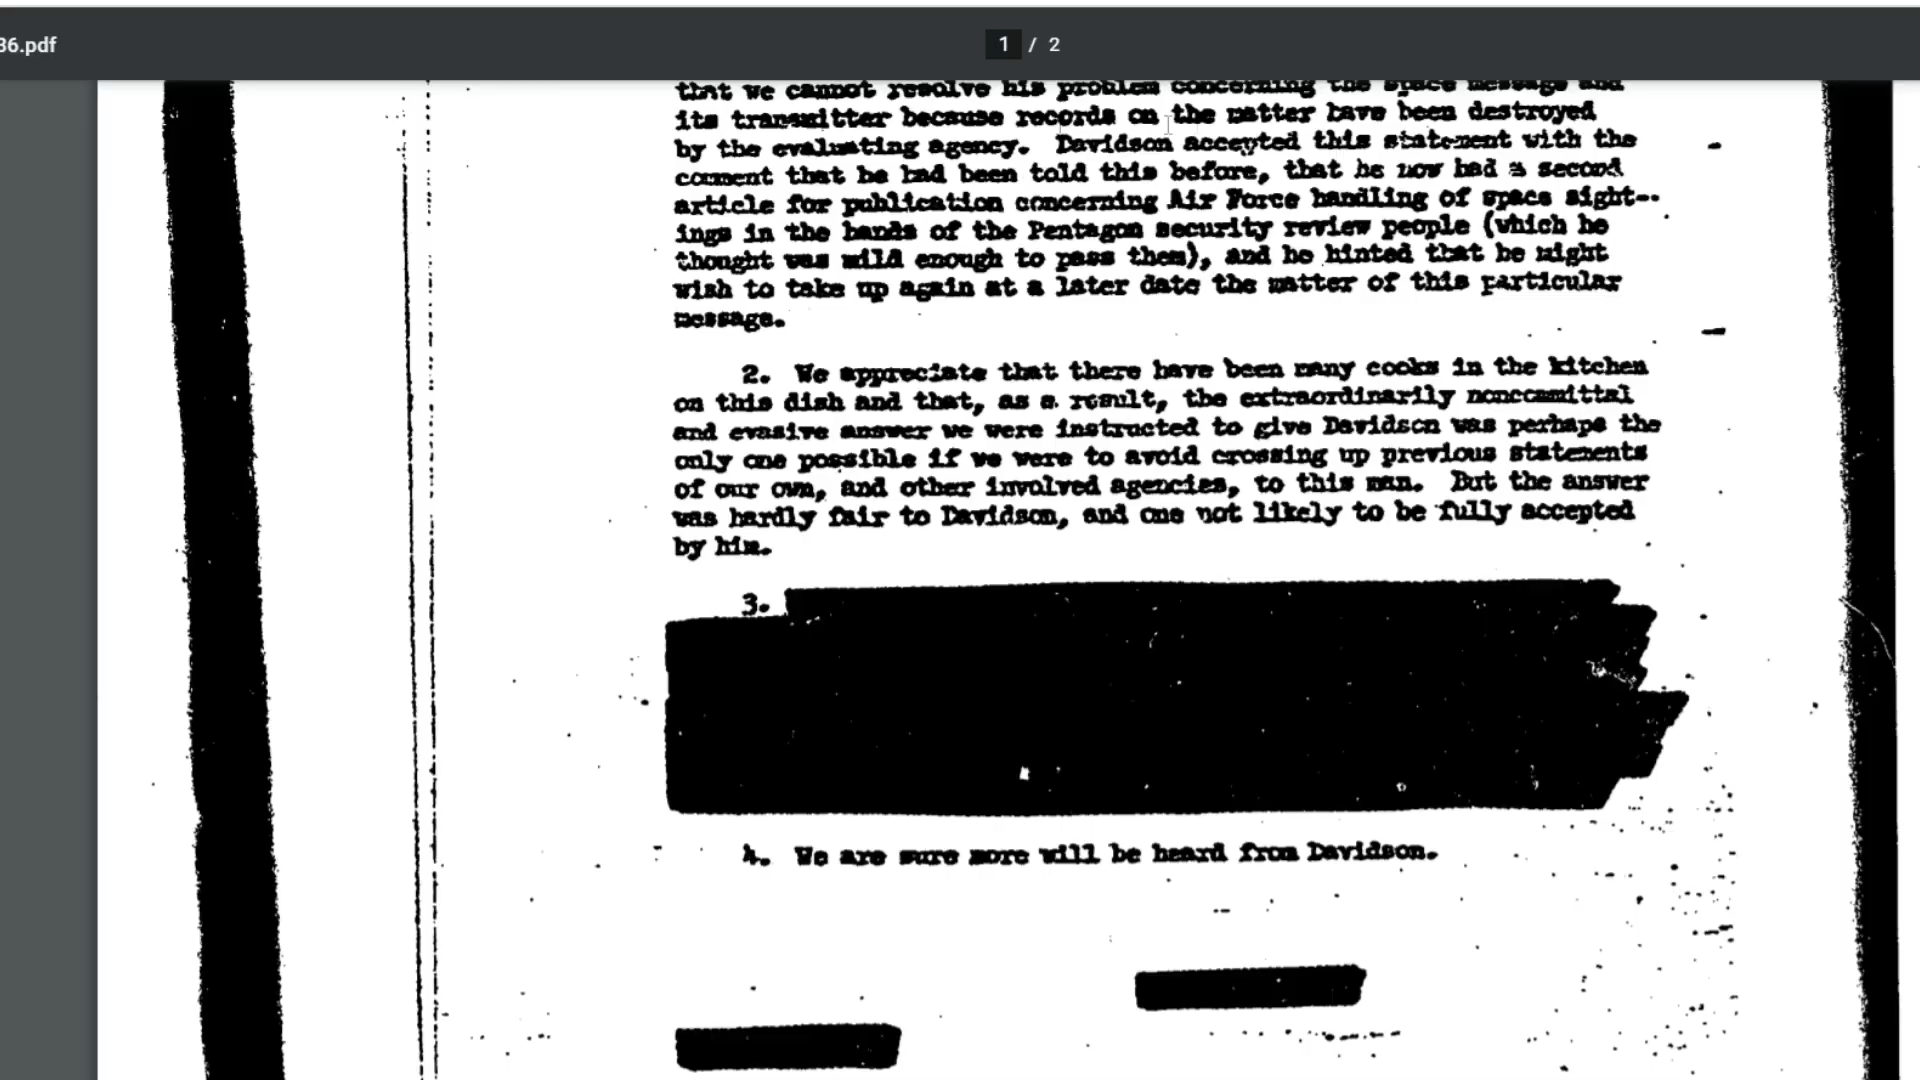 36.pdf
1 / 2
that we cannot resolve his problem concerning the space message and
its transmitter because records on the matter have been destroyed
by the evaluating agency. Davidson accepted this statement with the
comment that he had been told this before, that he now had a second
article for publication concerning Air Force handling of space sight-
ings in the hands of the Pentagon security review people (which he
thought was mild enough to pass them), and he hinted that he might
wish to take up again at a later date the matter of this particular
message.
2. We appreciate that there have been many cooks in the kitchen
on this dish and that, as a result, the extraordinarily noncommittal
and evasive answer we were instructed to give Davidson was perhaps the
only one possible if we were to avoid crossing up previous statements
of our own, and other involved agencies, to this man. But the answer
was hardly fair to Davidson, and one not likely to be fully accepted
by him.
3.
4. We are sure more will be heard from Davidson.